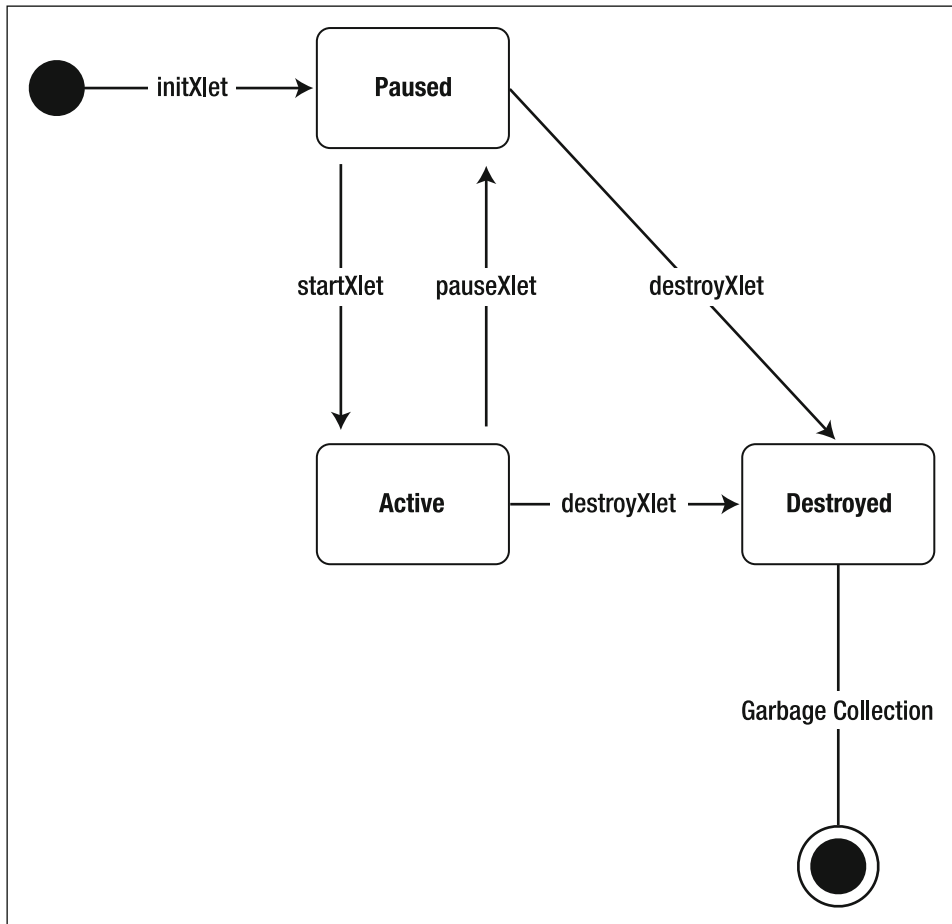 initXlet
Paused
startXlet
pauseXlet
destroyXlet
Active
destroyXlet
Destroyed
Garbage Collection